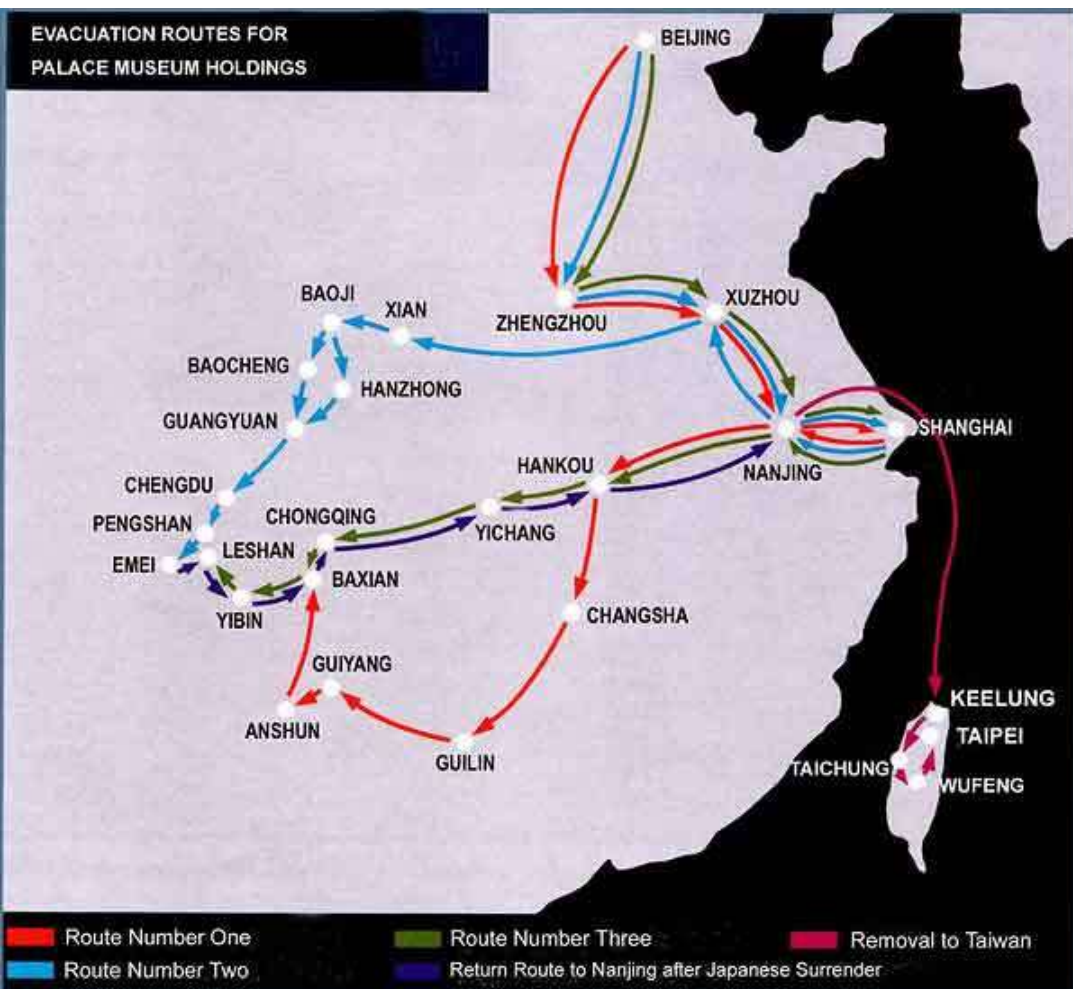 EVACUATION ROUTES FOR
PALACE MUSEUM HOLDINGS
BEIJING
BAOJI
XIAN
ZHENGZHOU
XUZHOU
BAOCHENG
HANZHONG
GUANGYUAN
SHANGHAI
NANJING
HANKOU
CHENGDU
CHONGQING
PENGSHAN
YICHANG
LESHAN
EMEI
BAXIAN
YIBIN
CHANGSHA
GUIYANG
ANSHUN
GUILIN
KEELUNG
TAIPEI
TAICHUNG
WUFENG
Route Number One
Route Number Three
Removal to Taiwan
Route Number Two
Return Route to Nanjing after Japanese Surrender